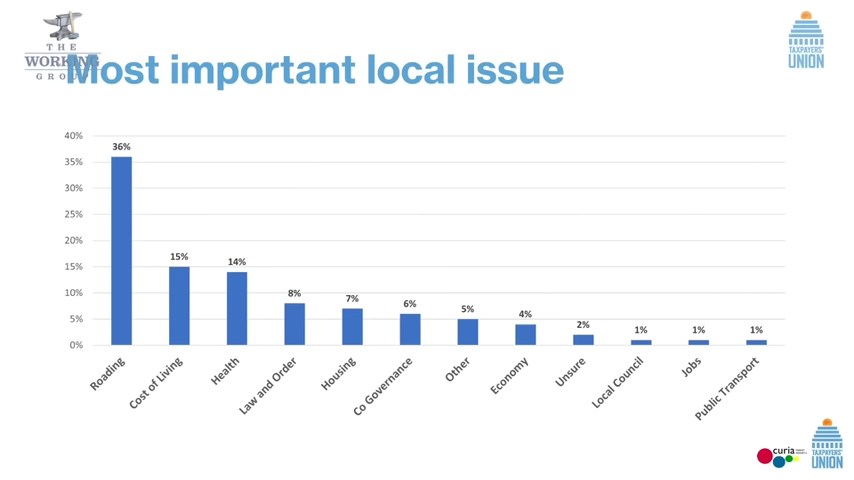 THE
WORKING
GROUP
Most important local issue
TAXPAYERS'
UNION
40%
35%
30%
25%
20%
15%
10%
5%
0%
36%
15%
14%
8%
7%
6%
5%
4%
2%
1%
1%
1%
Roading
Cost of Living
Health
Law and Order
Housing
Co Governance
Other
Economy
Unsure
Local Council
Jobs
Public Transport
curia
TAXPAYERS'
UNION